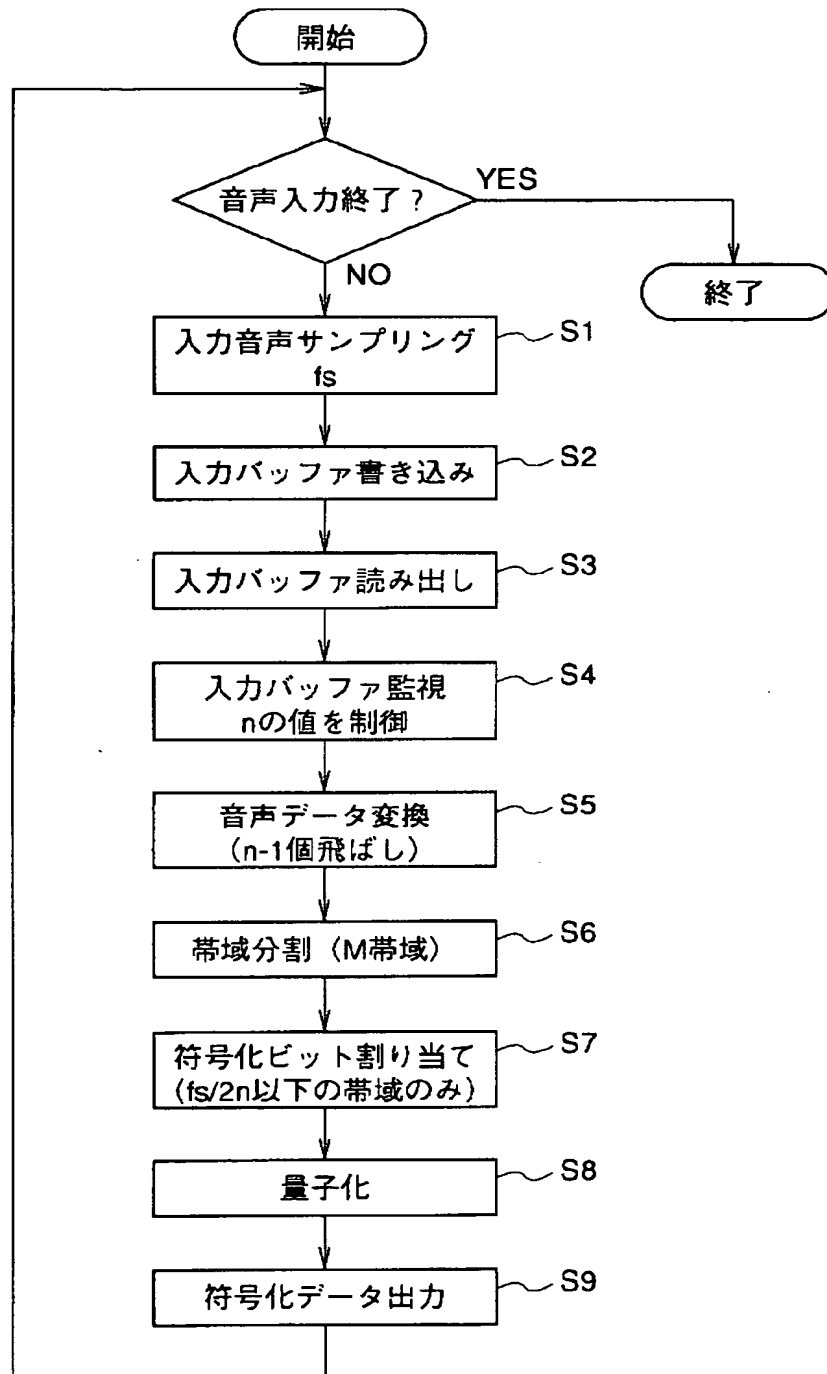 開始
音声入力終了?
YES
NO
終了
入力音声サンプリング
fs
S1
入力バッファ書き込み
S2
入力バッファ読み出し
S3
入力バッファ監視
nの値を制御
S4
音声データ変換
(n-1個飛ばし)
S5
帯域分割 (M帯域)
S6
符号化ビット割り当て
(fs/2n以下の帯域のみ)
S7
量子化
S8
符号化データ出力
S9